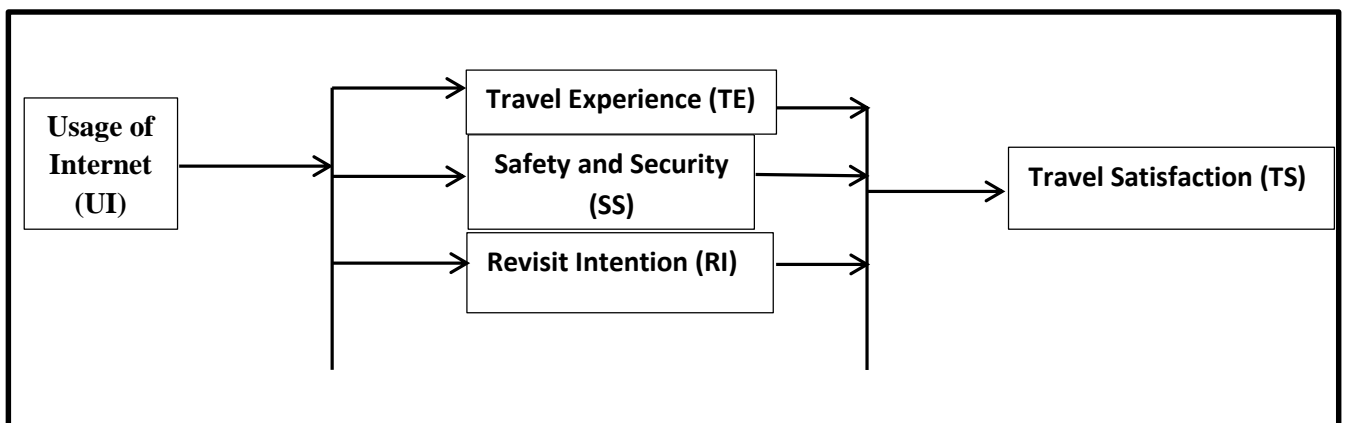 Usage of
Internet
(UI)
Travel Experience (TE)
Safety and Security
(SS)
Revisit Intention (RI)
Travel Satisfaction (TS)